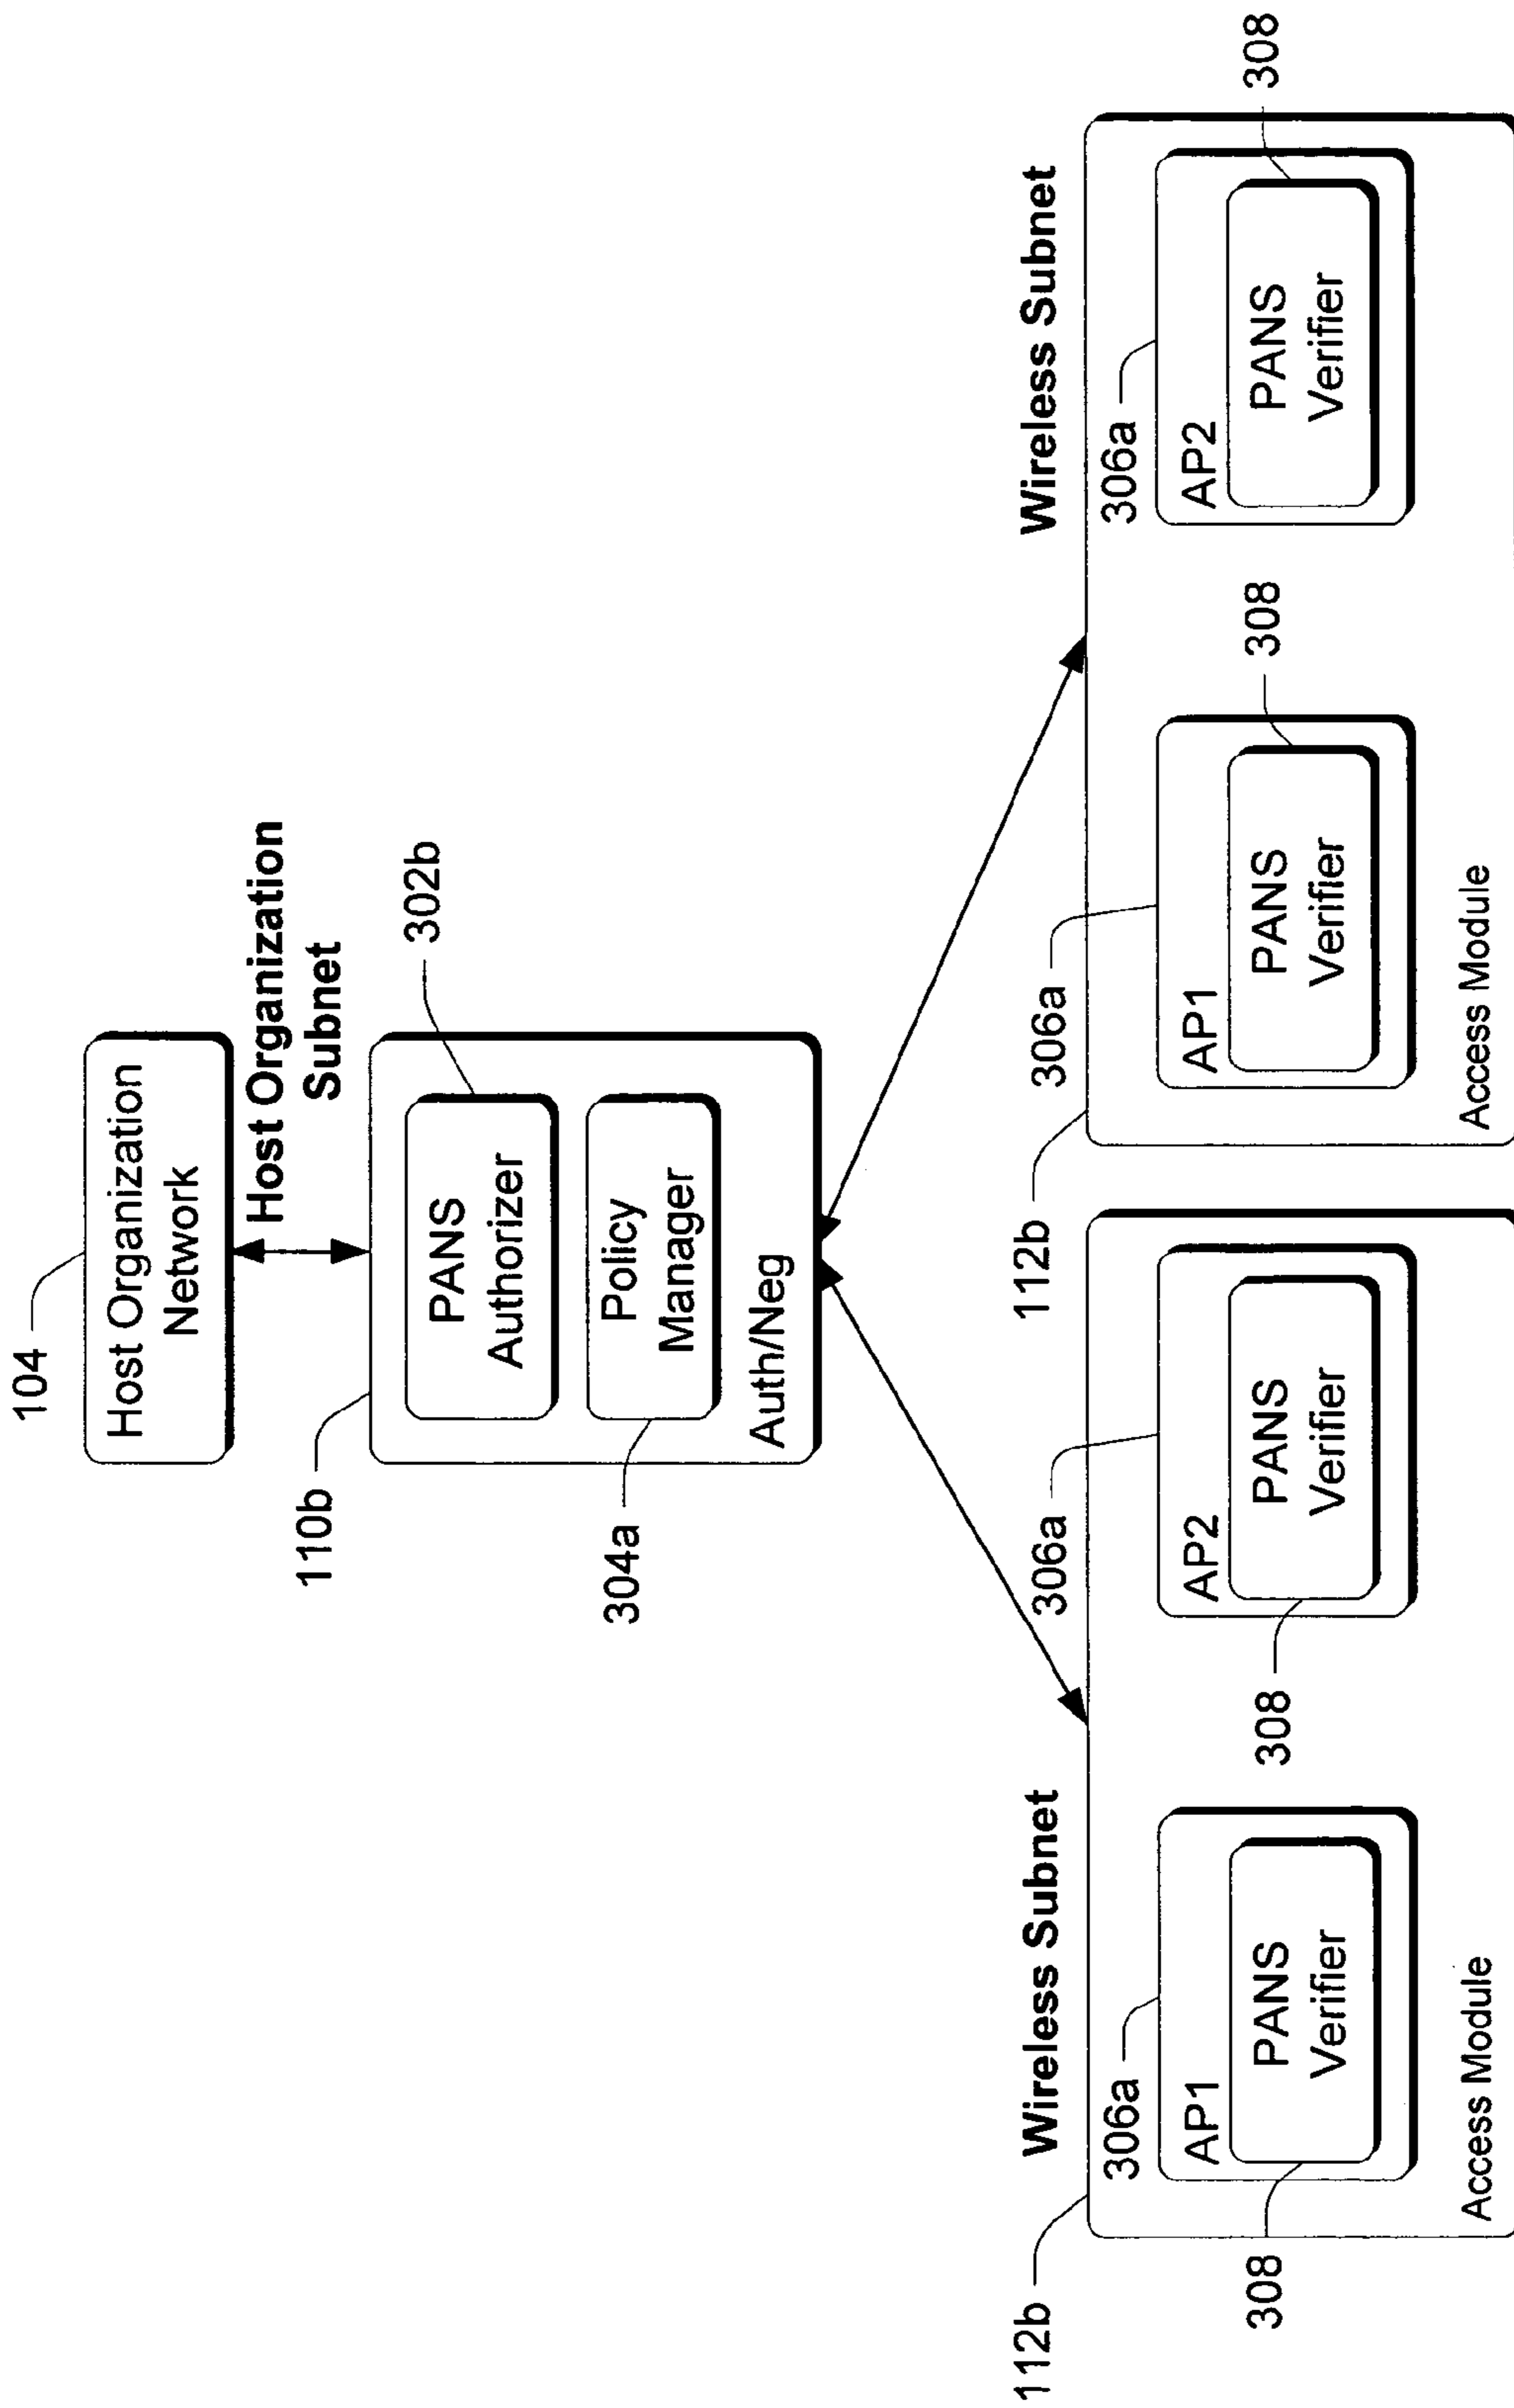 104
Host Organization
Network
Host Organization
Subnet
110b
302b
PANS
Authorizer
304a
Policy
Manager
Auth/Neg
Wireless Subnet
112b
306a
AP1
PANS
Verifier
308
306a
AP2
PANS
Verifier
308
Access Module
Wireless Subnet
112b
306a
AP1
PANS
Verifier
308
306a
AP2
PANS
Verifier
308
Access Module